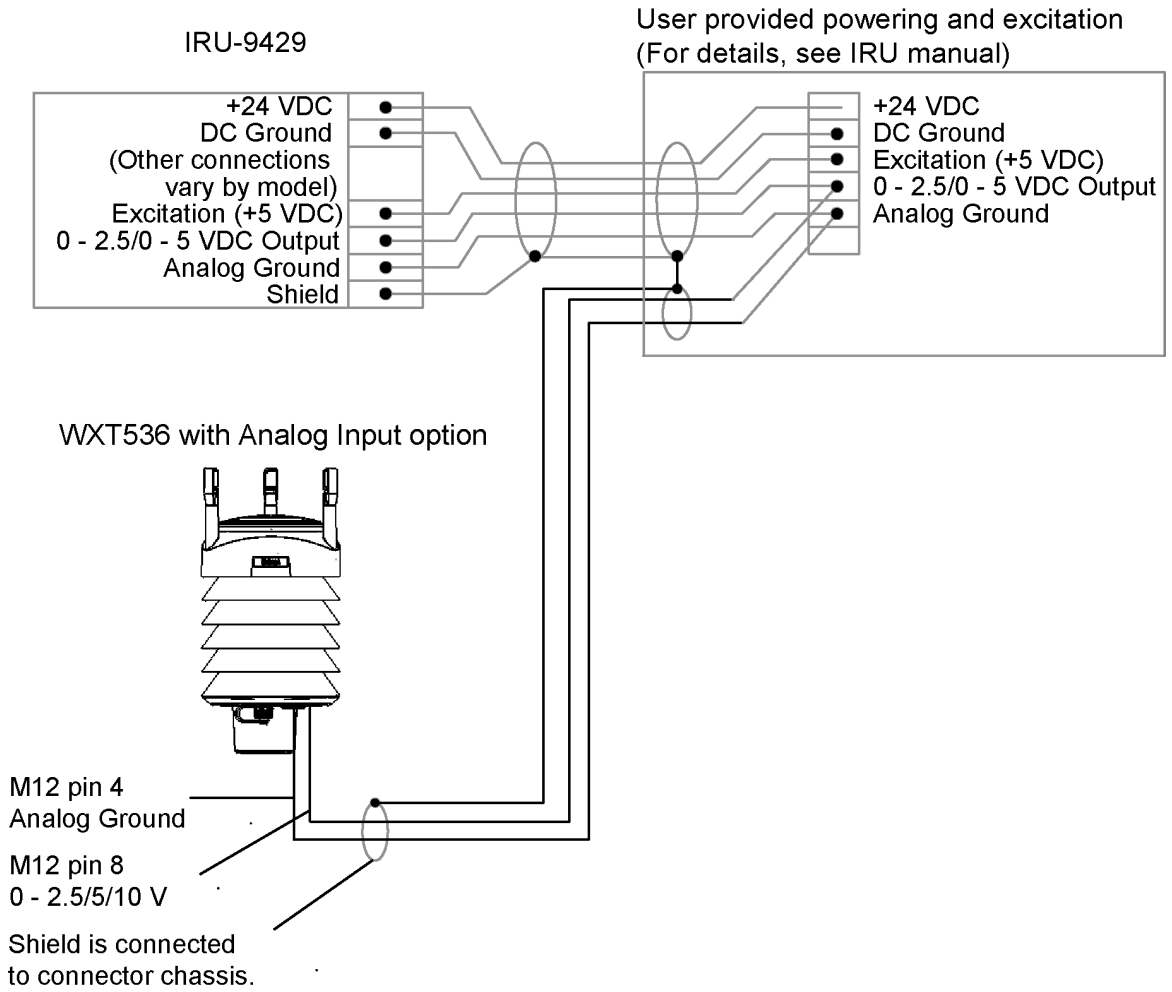 IRU-9429
User provided powering and excitation
(For details, see IRU manual)
+24 VDC
DC Ground
(Other connections
vary by model)
Excitation (+5 VDC)
0 - 2.5/0 - 5 VDC Output
Analog Ground
Shield
+24 VDC
DC Ground
Excitation (+5 VDC)
0 - 2.5/0 - 5 VDC Output
Analog Ground
WXT536 with Analog Input option
M12 pin 4
Analog Ground
M12 pin 8
0 - 2.5/5/10 V
Shield is connected
to connector chassis.